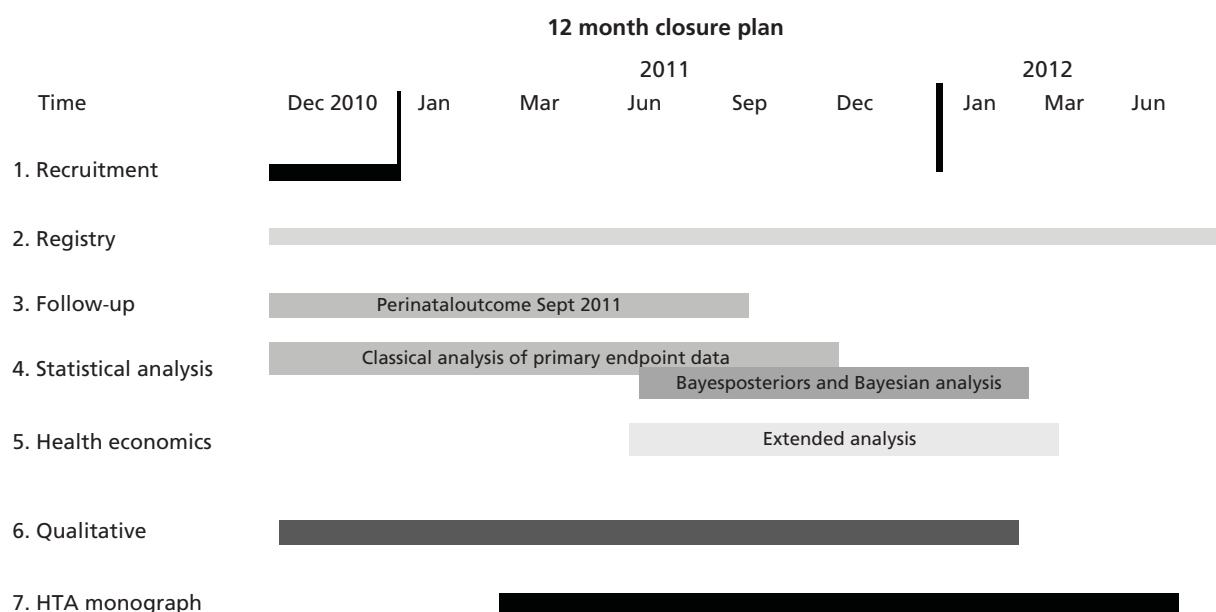 12 month closure plan
2011 2012
Time Dec 2010 Jan Mar Jun Sep Dec Jan Mar Jun
1. Recruitment
2. Registry
3. Follow-up Perinataloutcome Sept 2011
4. Statistical analysis Classical analysis of primary endpoint data
Bayesposteriors and Bayesian analysis
5. Health economics Extended analysis
6. Qualitative
7. HTA monograph